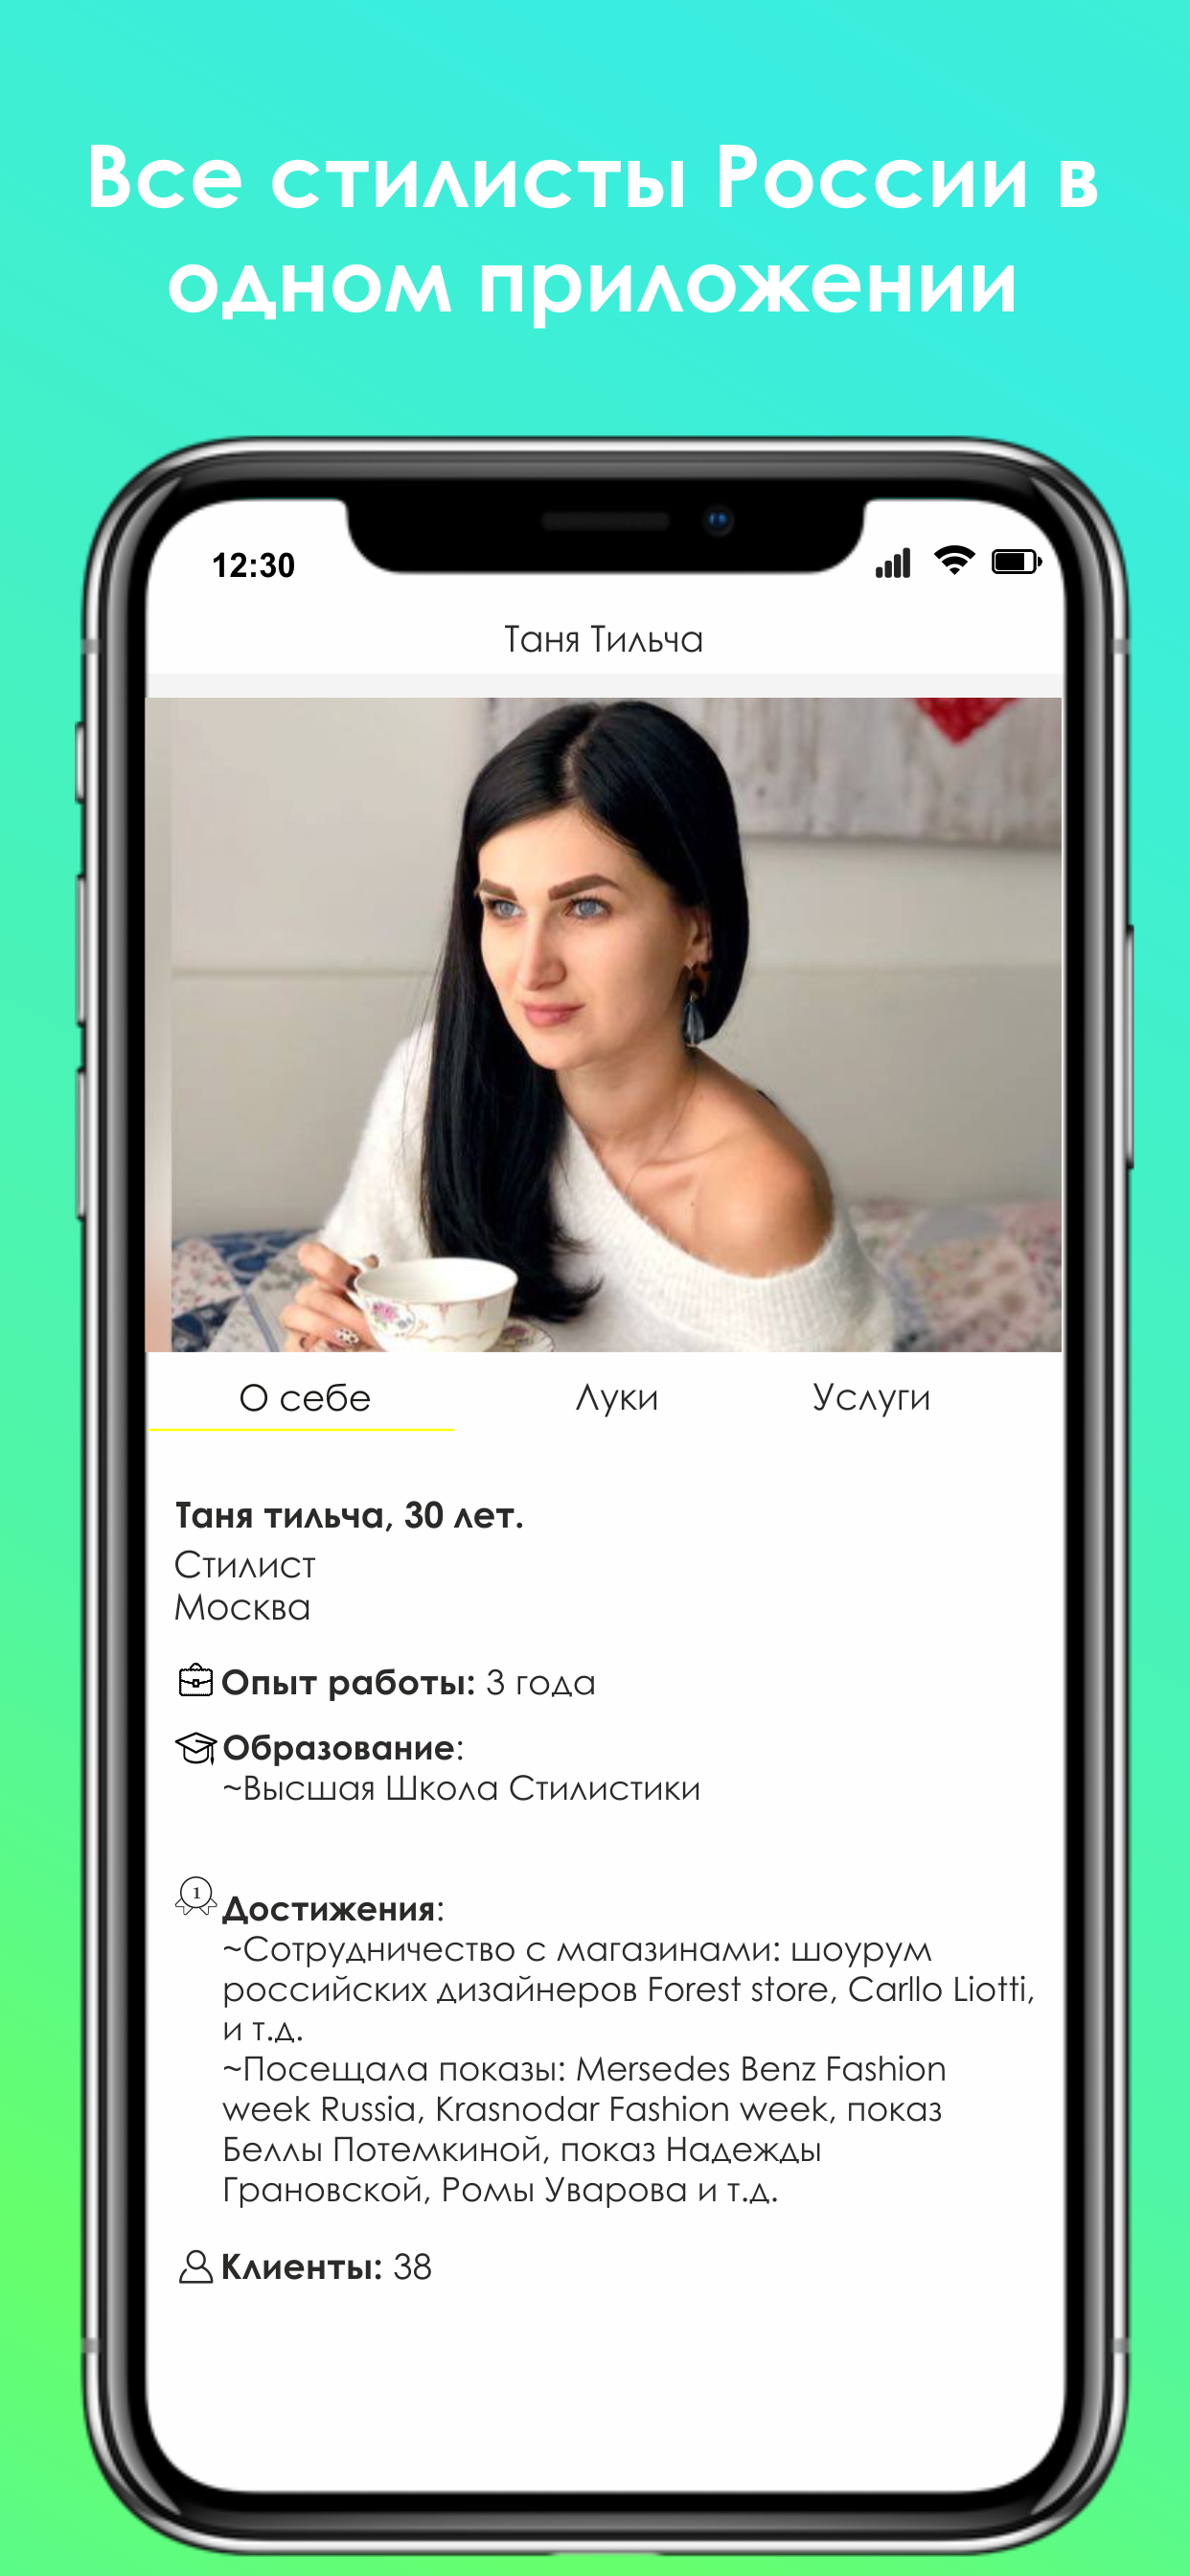 Все стилисты России в
одном приложении
12:30
Таня Тильча
О себе Луки Услуги
Таня тильча, 30 лет.
Стилист
Москва
Опыт работы: 3 года
Образование:
~Высшая Школа Стилистики
1
Достижения:
~Сотрудничество с магазинами: шоурум
российских дизайнеров Forest store, Carllo Liotti,
и т.д.
~Посещала показы: Mersedes Benz Fashion
week Russia, Krasnodar Fashion week, показ
Беллы Потемкиной, показ Надежды
Грановской, Ромы Уварова и т.д.
Клиенты: 38